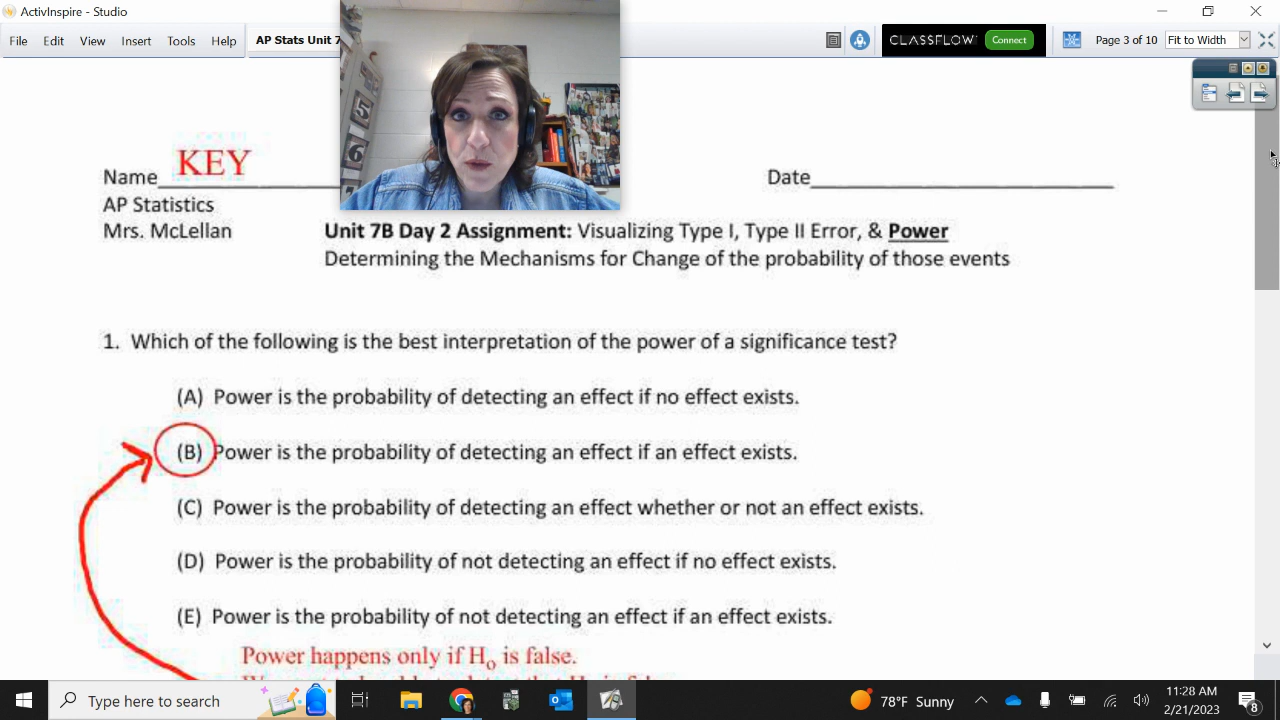 ActivInspire - Studio
File Edit View Insert Tools Help AP Stats Unit 7
CLASSFLOW Connect Page 3 of 10 Fit to Width
5
6
Name KEY Date
AP Statistics
Mrs. McLellan Unit 7B Day 2 Assignment: Visualizing Type I, Type II Error, & Power
Determining the Mechanisms for Change of the probability of those events
1. Which of the following is the best interpretation of the power of a significance test?
(A) Power is the probability of detecting an effect if no effect exists.
(B) Power is the probability of detecting an effect if an effect exists.
(C) Power is the probability of detecting an effect whether or not an effect exists.
(D) Power is the probability of not detecting an effect if no effect exists.
(E) Power is the probability of not detecting an effect if an effect exists.
Power happens only if Ho is false.
Type here to search 78°F Sunny 11:28 AM
2/21/2023 8